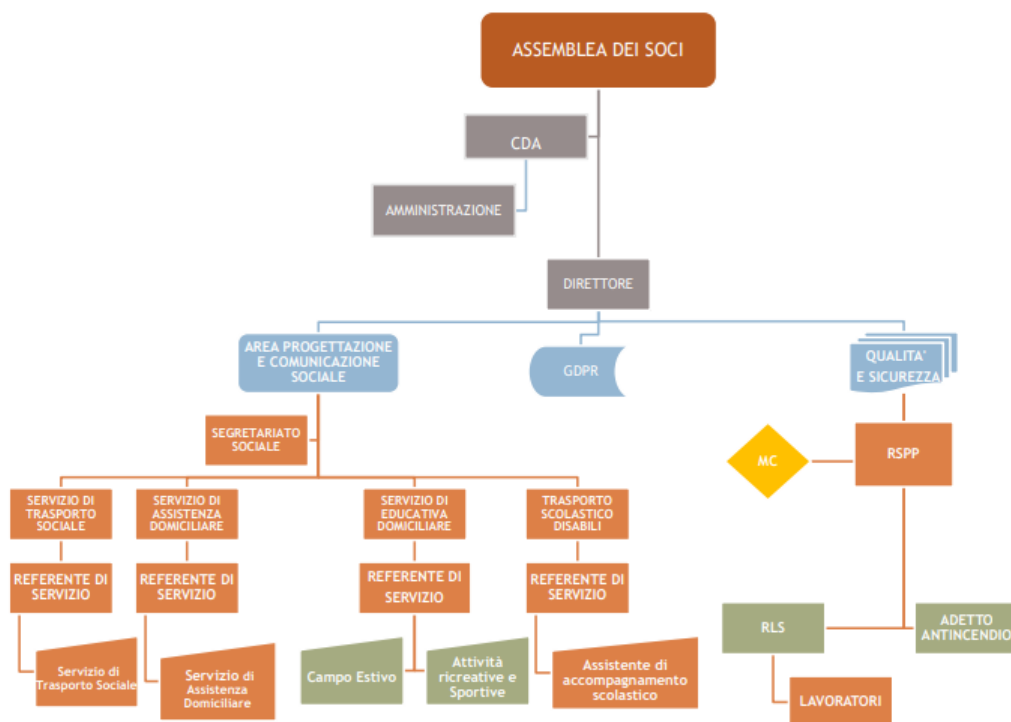 ASSEMBLEA DEI SOCI
CDA
AMMINISTRAZIONE
DIRETTORE
AREA PROGETTAZIONE
E COMUNICAZIONE
SOCIALE
GDPR
QUALITA'
E SICUREZZA
SEGRETARIATO
SOCIALE
MC
RSPP
SERVIZIO DI
TRASPORTO
SOCIALE
SERVIZIO DI
ASSISTENZA
DOMICILIARE
SERVIZIO DI
EDUCATIVA
DOMICILIARE
TRASPORTO
SCOLASTICO
DISABILI
REFERENTE DI
SERVIZIO
REFERENTE DI
SERVIZIO
REFERENTE DI
SERVIZIO
REFERENTE DI
SERVIZIO
RLS
ADETTO
ANTINCENDIO
Servizio di
Trasporto Sociale
Servizio di
Assistenza
Domiciliare
Campo Estivo
Attività
ricreative e
Sportive
Assistente di
accompagnamento
scolastico
LAVORATORI